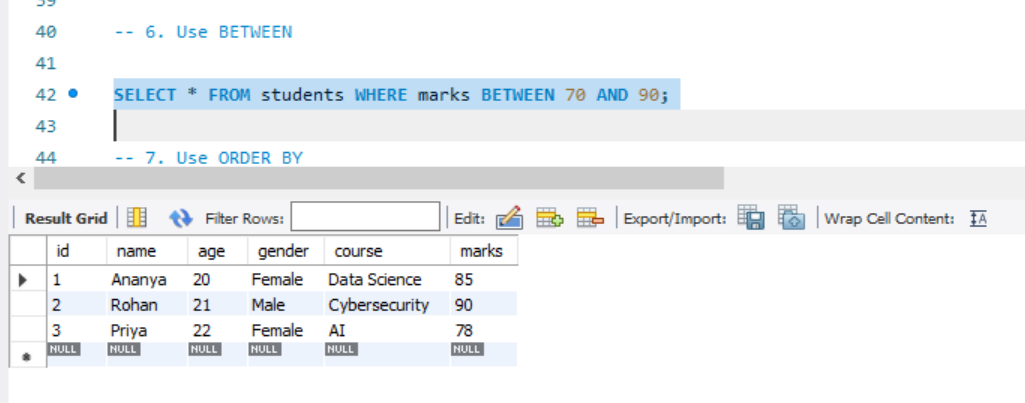 39
40 -- 6. Use BETWEEN
41
42 SELECT * FROM students WHERE marks BETWEEN 70 AND 90;
43
44 -- 7. Use ORDER BY
Result Grid Filter Rows: Edit: Export/Import: Wrap Cell Content: IA
id name age gender course marks
1 Ananya 20 Female Data Science 85
2 Rohan 21 Male Cybersecurity 90
3 Priya 22 Female AI 78
NULL NULL NULL NULL NULL NULL